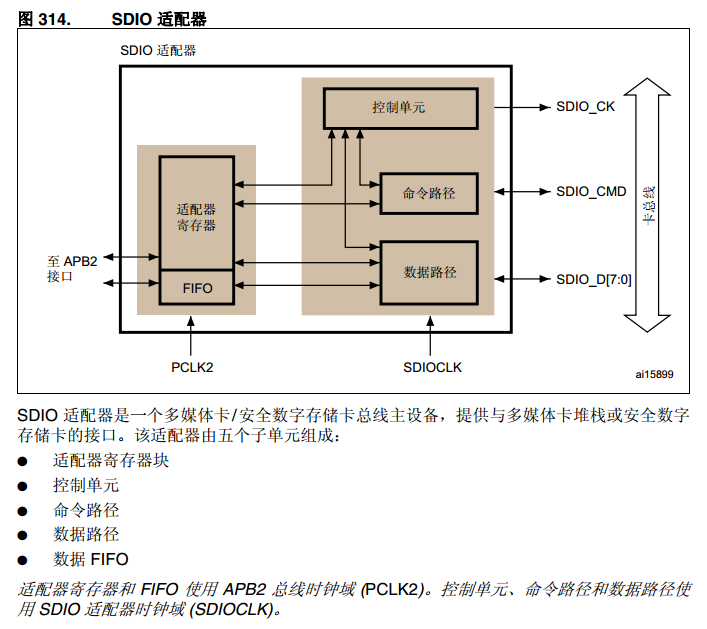 图 314. SDIO 适配器
SDIO 适配器
控制单元
SDIO_CK
适配器
寄存器
命令路径
SDIO_CMD
卡总线
至 APB2
接口
FIFO
数据路径
SDIO_D[7:0]
PCLK2
SDIOCLK
ai15899
SDIO 适配器是一个多媒体卡/安全数字存储卡总线主设备，提供与多媒体卡堆栈或安全数字
存储卡的接口。该适配器由五个子单元组成：
● 适配器寄存器块
● 控制单元
● 命令路径
● 数据路径
● 数据 FIFO
适配器寄存器和 FIFO 使用 APB2 总线时钟域 (PCLK2)。控制单元、命令路径和数据路径使
用 SDIO 适配器时钟域 (SDIOCLK)。